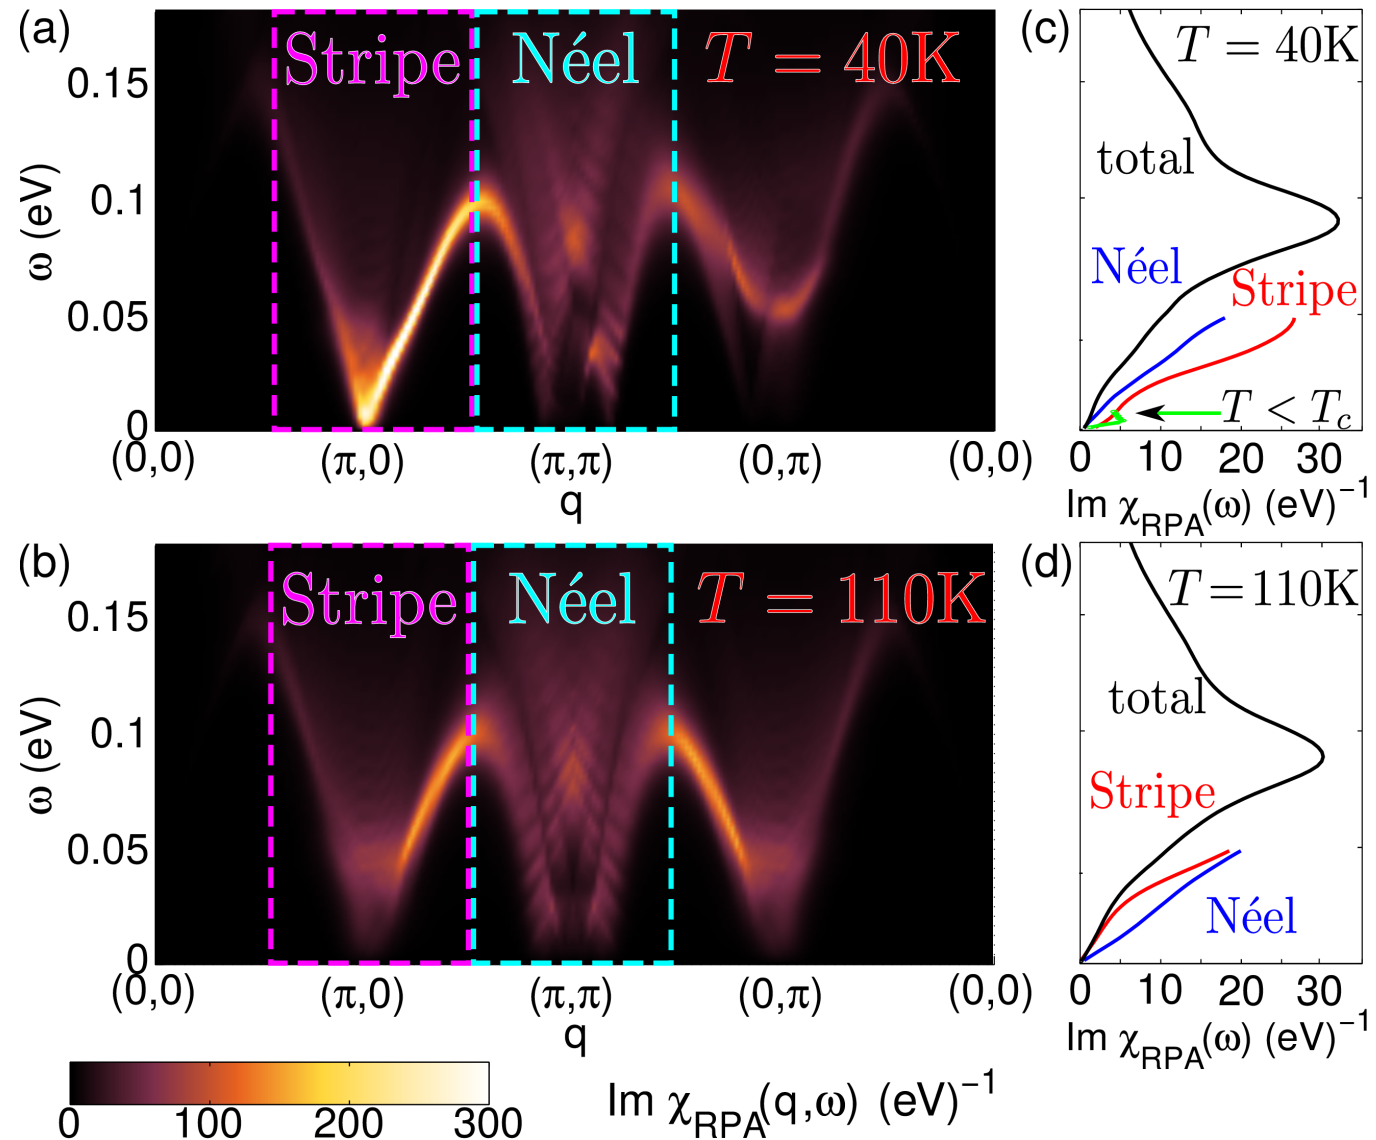 (a)
Stripe
Néel
T = 40K
0.15
0.1
0.05
0
ω (eV)
(0,0)
(π,0)
(π,π)
(0,π)
(0,0)
q
(c)
T = 40K
total
Néel
Stripe
T < Tc
0
10
20
30
Im χRPA(ω) (eV)−1
(b)
Stripe
Néel
T = 110K
0.15
0.1
0.05
0
ω (eV)
(0,0)
(π,0)
(π,π)
(0,π)
(0,0)
q
(d)
T=110K
total
Stripe
Néel
0
10
20
30
Im χRPA(ω) (eV)−1
0
100
200
300
Im χRPA(q,ω) (eV)−1